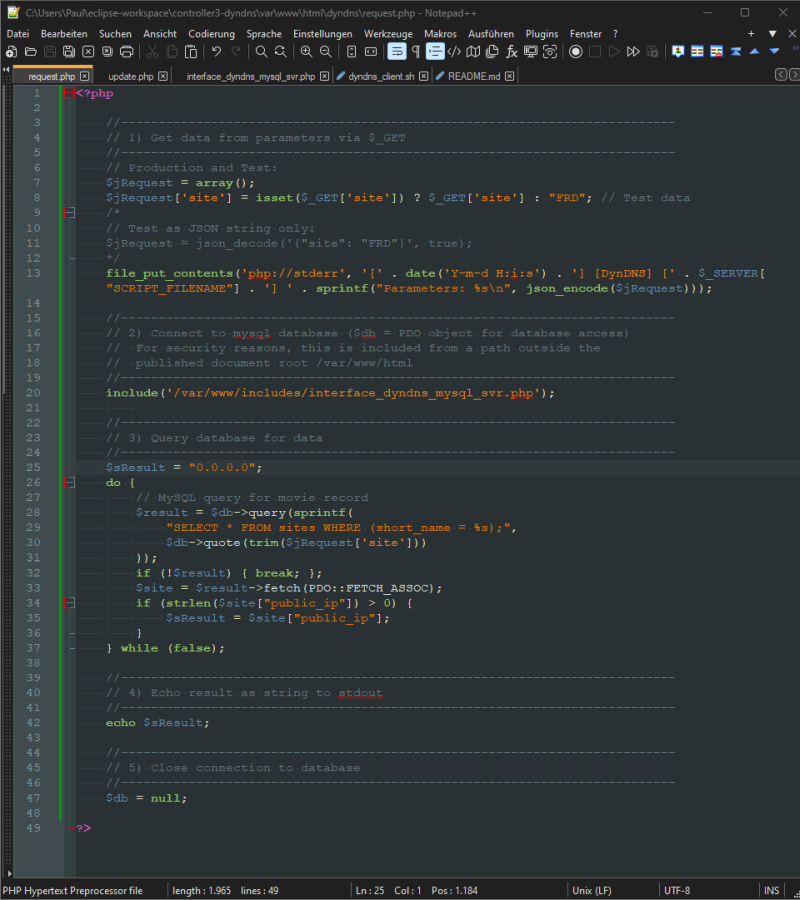 C:\Users\Paul\eclipse-workspace\controller3-dyndns\var\www\html\dyndns\request.php - Notepad++
Datei Bearbeiten Suchen Ansicht Codierung Sprache Einstellungen Werkzeuge Makros Ausführen Erweiterungen Plugins Fenster ?
request.php update.php interface_dyndns_mysql_svr.php dyndns_client.sh README.md
1 <?php
2
3 //--------------------------------------------------------------------------
4 // 1) Get data from parameters via $_GET
5 //--------------------------------------------------------------------------
6 // Production and Test:
7 $jRequest = array();
8 $jRequest['site'] = isset($_GET['site']) ? $_GET['site'] : "FRD"; // Test data
9 /*
10 // Test as JSON string only:
11 $jRequest = json_decode('{"site": "FRD"}', true);
12 */
13 file_put_contents('php://stderr', '[' . date('Y-m-d H:i:s') . '] [DynDNS] [' . $_SERVER[
"SCRIPT_FILENAME"] . '] ' . sprintf("Parameters: %s\n", json_encode($jRequest)));
14
15 //--------------------------------------------------------------------------
16 // 2) Connect to mysql database ($db = PDO object for database access)
17 // For security reasons, this is included from a path outside the
18 // published document root /var/www/html
19 //--------------------------------------------------------------------------
20 include('/var/www/includes/interface_dyndns_mysql_svr.php');
21
22 //--------------------------------------------------------------------------
23 // 3) Query database for data
24 //--------------------------------------------------------------------------
25 $sResult = "0.0.0.0";
26 do {
27 // MySQL query for movie record
28 $result = $db->query(sprintf(
29 "SELECT * FROM sites WHERE (short_name = %s);",
30 $db->quote(trim($jRequest['site']))
31 ));
32 if (!$result) { break; };
33 $site = $result->fetch(PDO::FETCH_ASSOC);
34 if (strlen($site["public_ip"]) > 0) {
35 $sResult = $site["public_ip"];
36 }
37 } while (false);
38
39 //--------------------------------------------------------------------------
40 // 4) Echo result as string to stdout
41 //--------------------------------------------------------------------------
42 echo $sResult;
43
44 //--------------------------------------------------------------------------
45 // 5) Close connection to database
46 //--------------------------------------------------------------------------
47 $db = null;
48
49 ?>
PHP Hypertext Preprocessor file length : 1.965 lines : 49 Ln : 25 Col : 1 Pos : 1.184 Unix (LF) UTF-8 INS